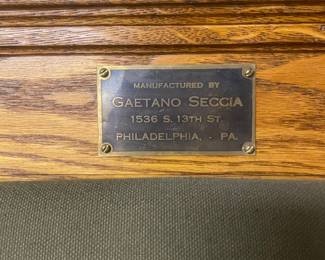 MANUFACTURED BY
GAETANO SECCIA
1536 S. 13TH ST.
PHILADELPHIA, - PA.